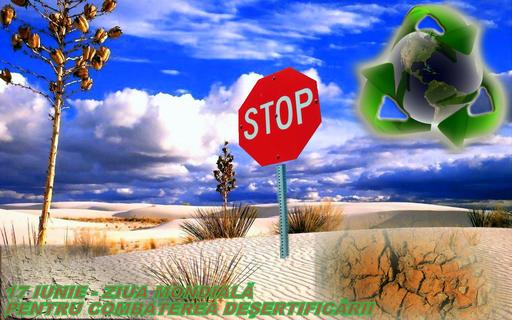 STOP
17 IUNIE - ZIUA MONDIALĂ
PENTRU COMBATEREA DEŞERTIFICĂRII